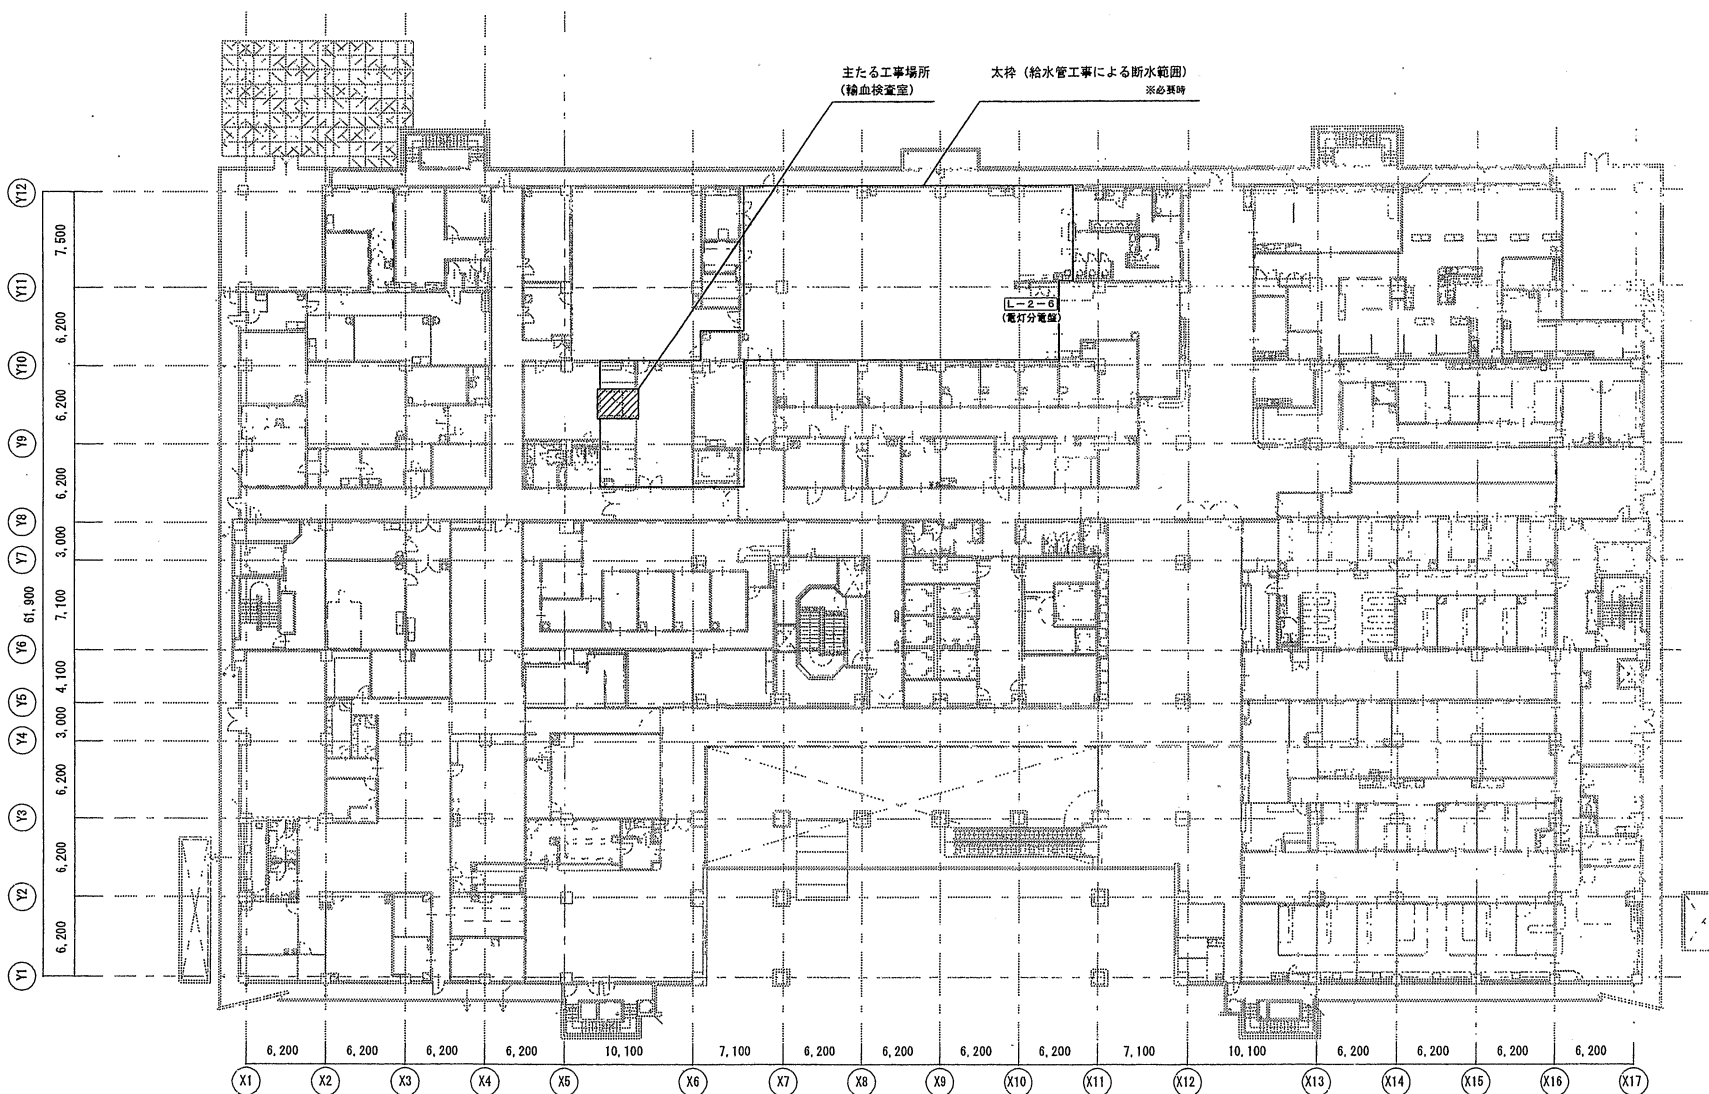 主たる工事場所
(輸血検査室)
太枠（給水管工事による断水範囲）
※必要時
L-2-6
(電灯分電盤)
Y12
7,500
Y11
6,200
Y10
6,200
Y9
6,200
Y8
3,000
Y7
61,900
7,100
Y6
4,100
Y5
3,000
Y4
6,200
Y3
6,200
Y2
6,200
Y1
6,200
6,200
6,200
6,200
10,100
7,100
6,200
6,200
6,200
6,200
7,100
10,100
6,200
6,200
6,200
6,200
X1
X2
X3
X4
X5
X6
X7
X8
X9
X10
X11
X12
X13
X14
X15
X16
X17